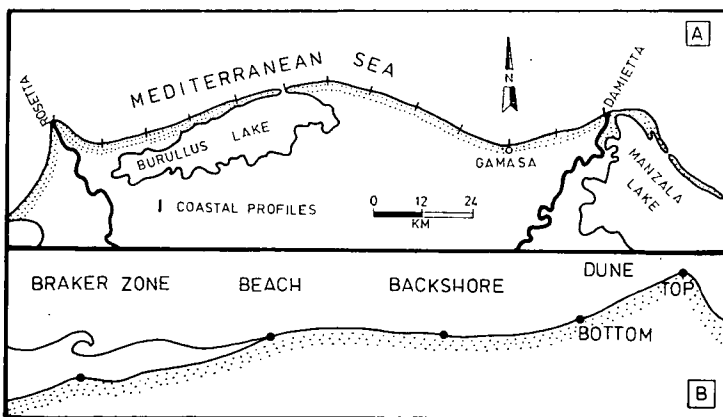 A
MEDITERRANEAN SEA
ROSETTA
DAMIETTA
N
BURULLUS LAKE
GAMASA
MANZALA
LAKE
COASTAL PROFILES
0 12 24
KM
BRAKER ZONE BEACH BACKSHORE DUNE
TOP
BOTTOM
B